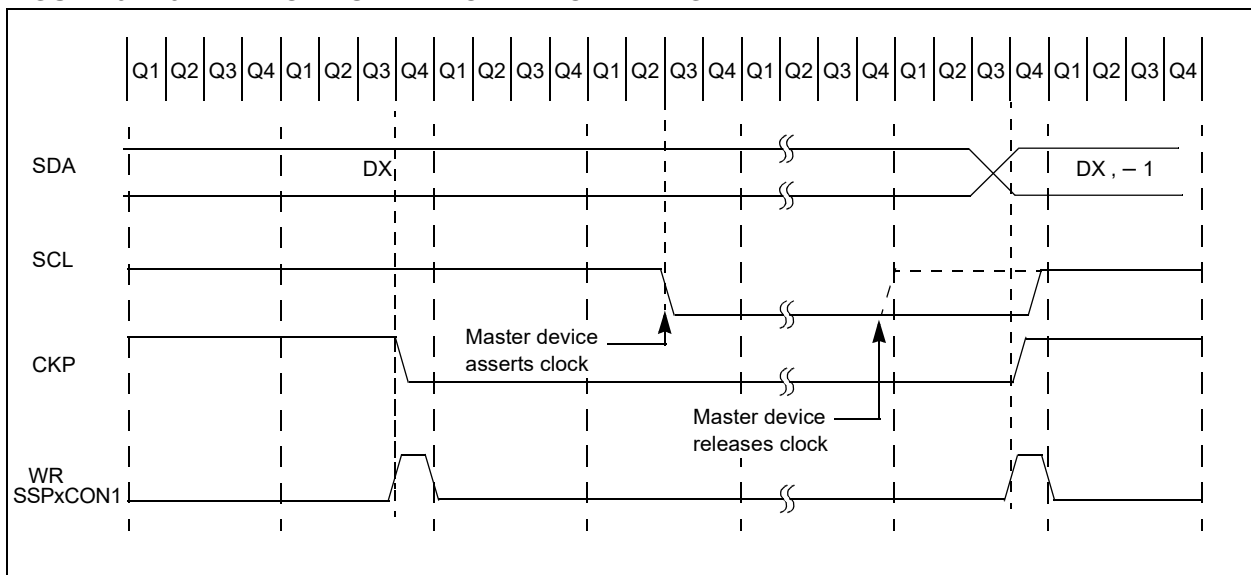 Q1 Q2 Q3 Q4 Q1 Q2 Q3 Q4 Q1 Q2 Q3 Q4 Q1 Q2 Q3 Q4 Q1 Q2 Q3 Q4 Q1 Q2 Q3 Q4 Q1 Q2 Q3 Q4
SDA
DX
DX , – 1
SCL
Master device
asserts clock
CKP
Master device
releases clock
WR
SSPxCON1